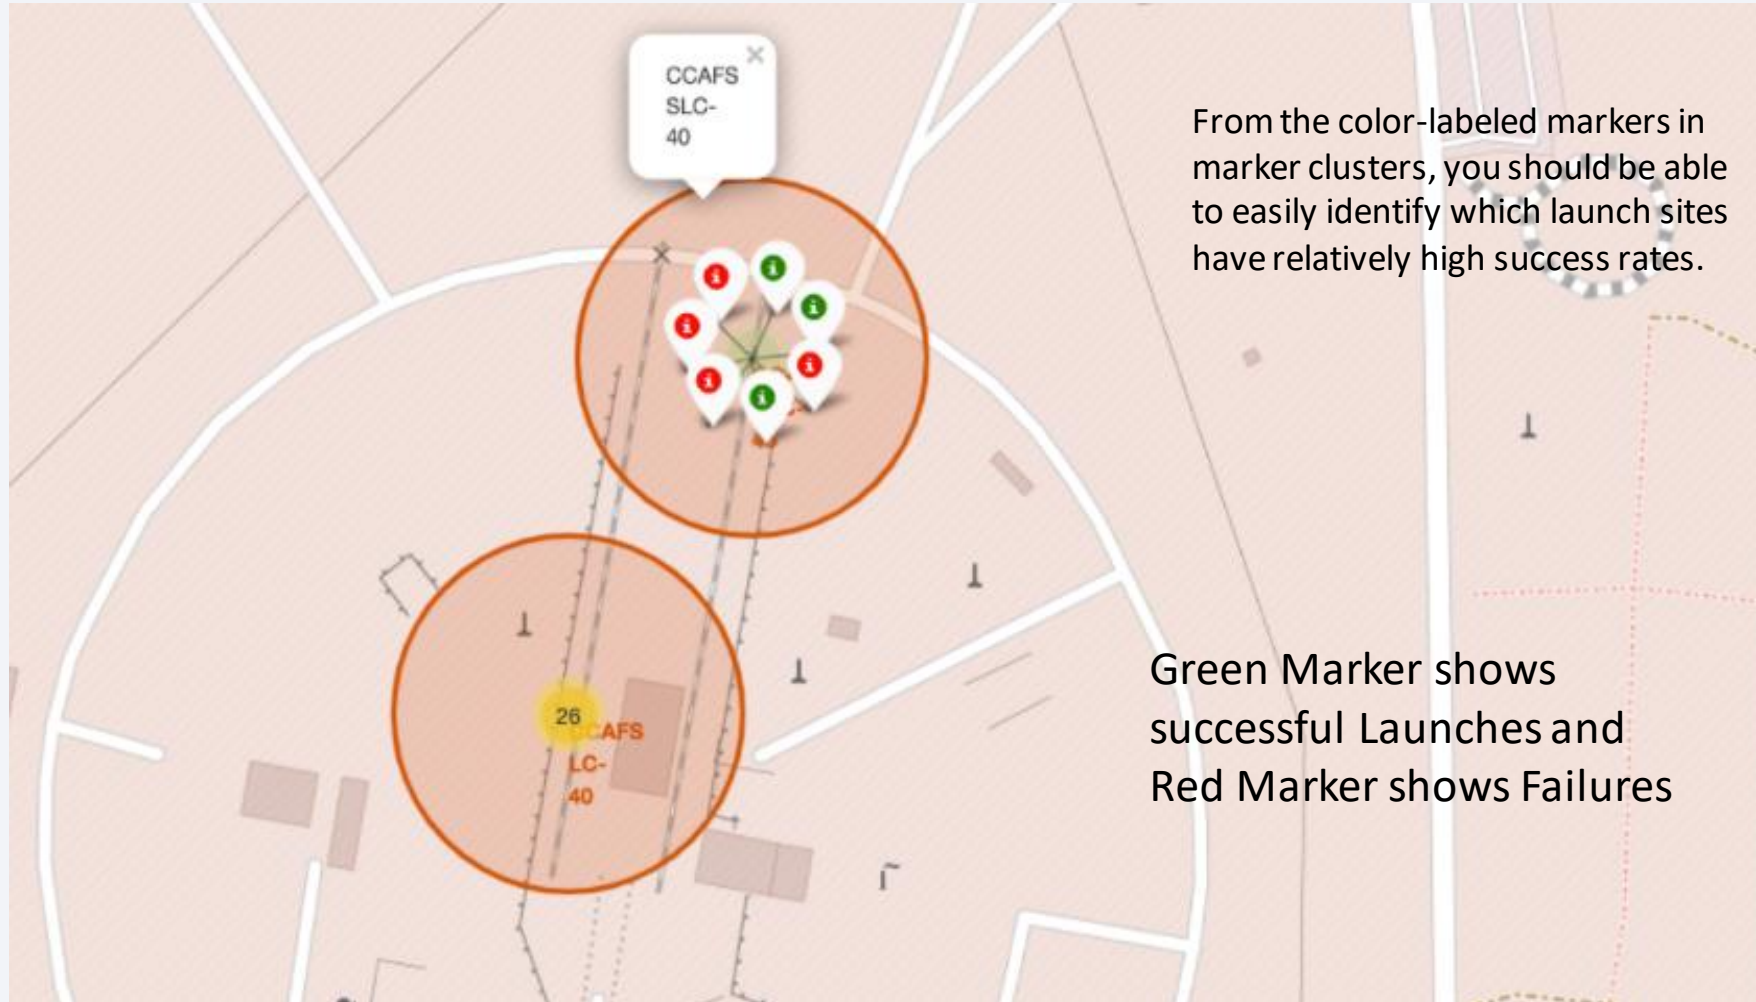 CCAFS
SLC-
40
From the color-labeled markers in
marker clusters, you should be able
to easily identify which launch sites
have relatively high success rates.
26
CCAFS
LC-
40
Green Marker shows
successful Launches and
Red Marker shows Failures